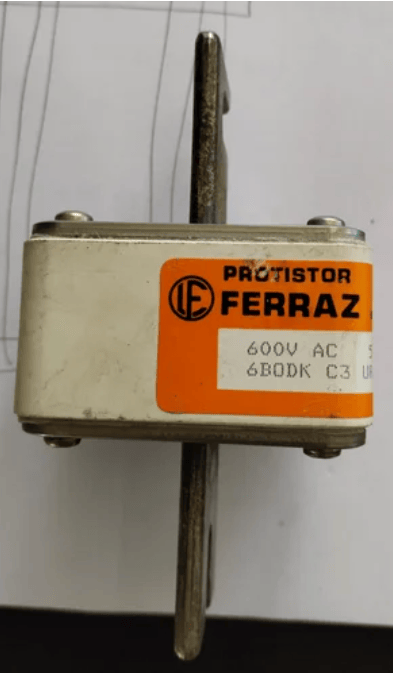 PROTISTOR
FERRAZ
600V AC
6BODK C3